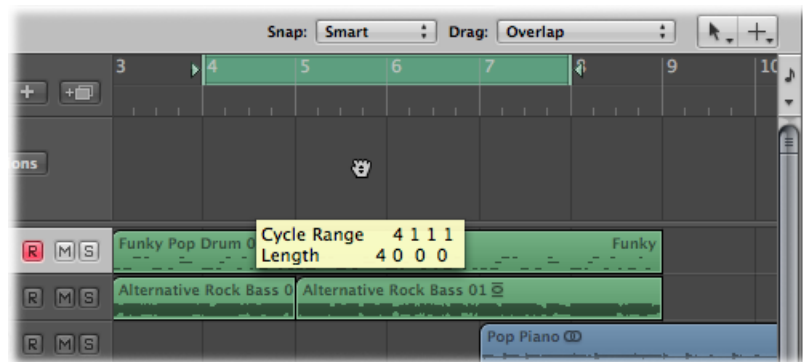 Snap: Smart Drag: Overlap
3 4 5 6 7 8 9 10
ons
Funky Pop Drum 0 Funky
R M S
Cycle Range 4 1 1 1
Length 4 0 0 0
Alternative Rock Bass 0 Alternative Rock Bass 01
R M S
Pop Piano
R M S